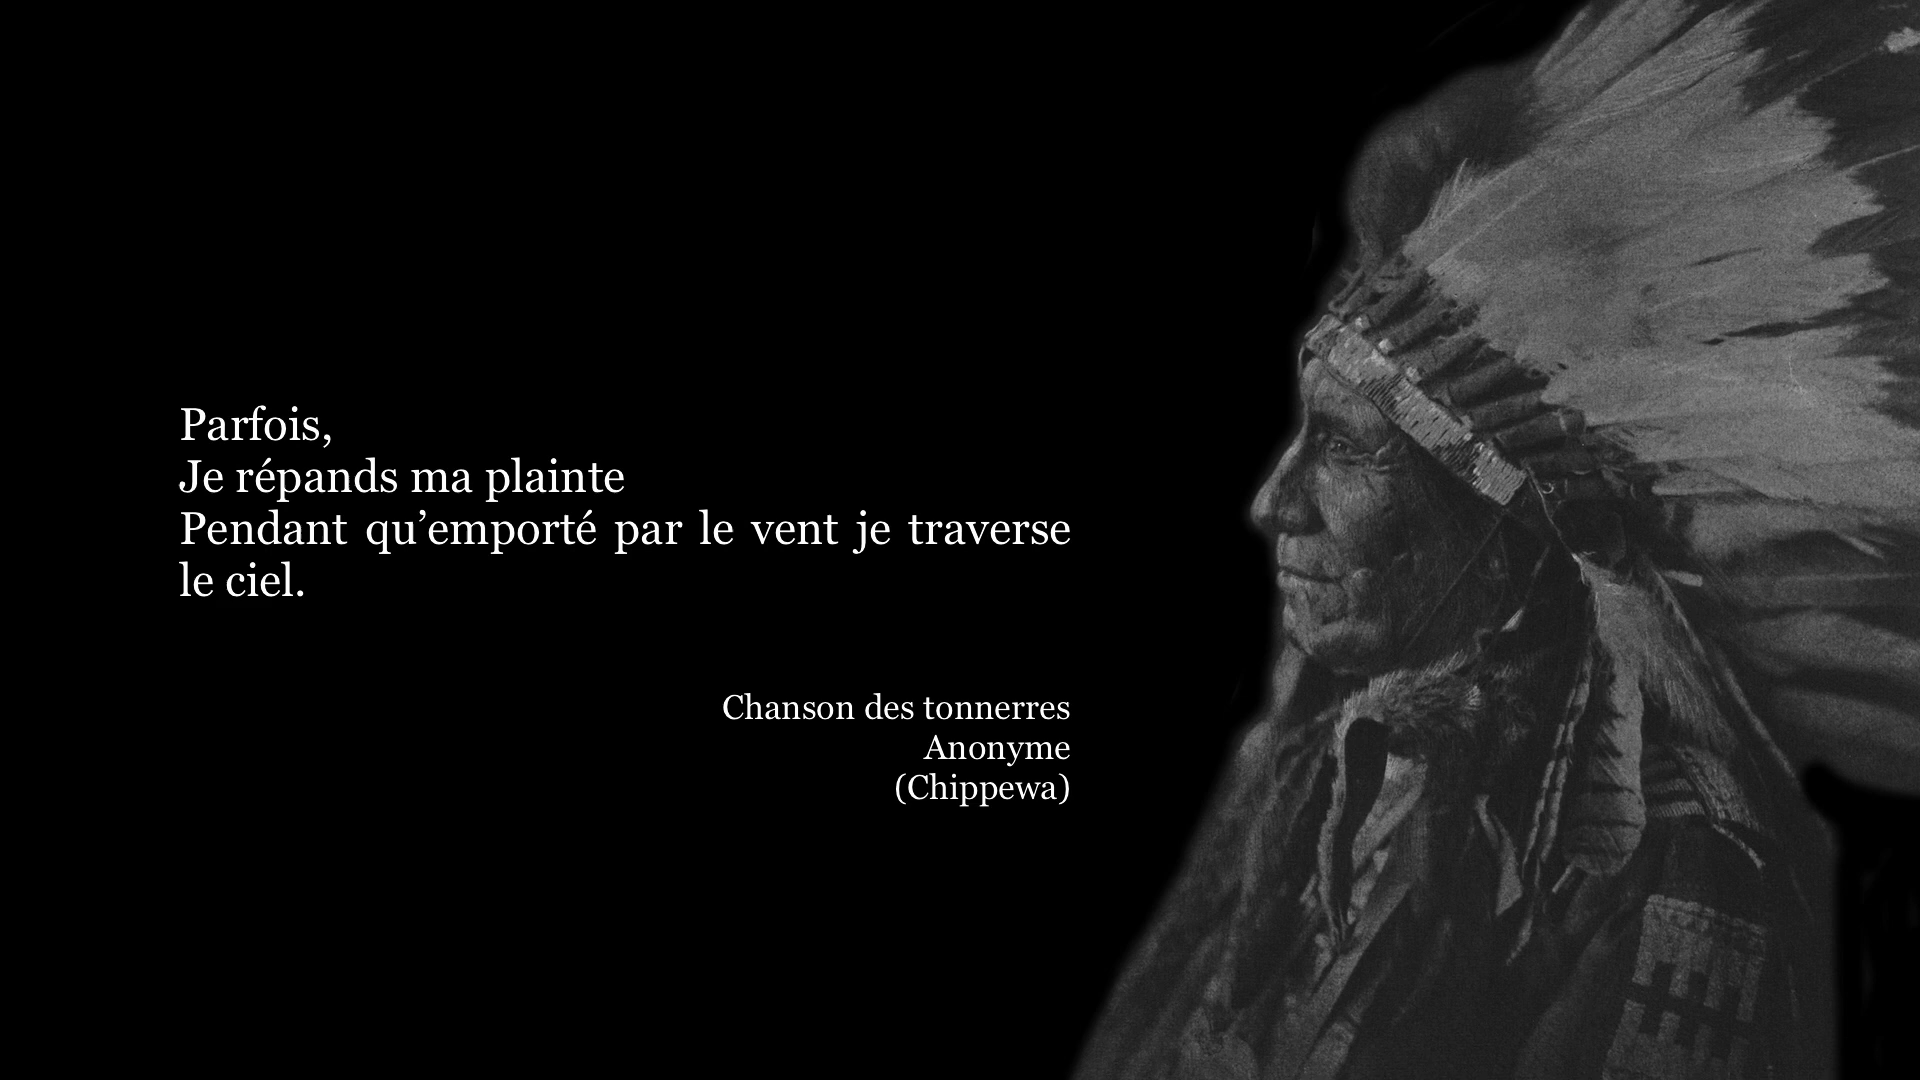 Parfois,
Je répands ma plainte
Pendant qu’emporté par le vent je traverse
le ciel.
Chanson des tonnerres
Anonyme
(Chippewa)